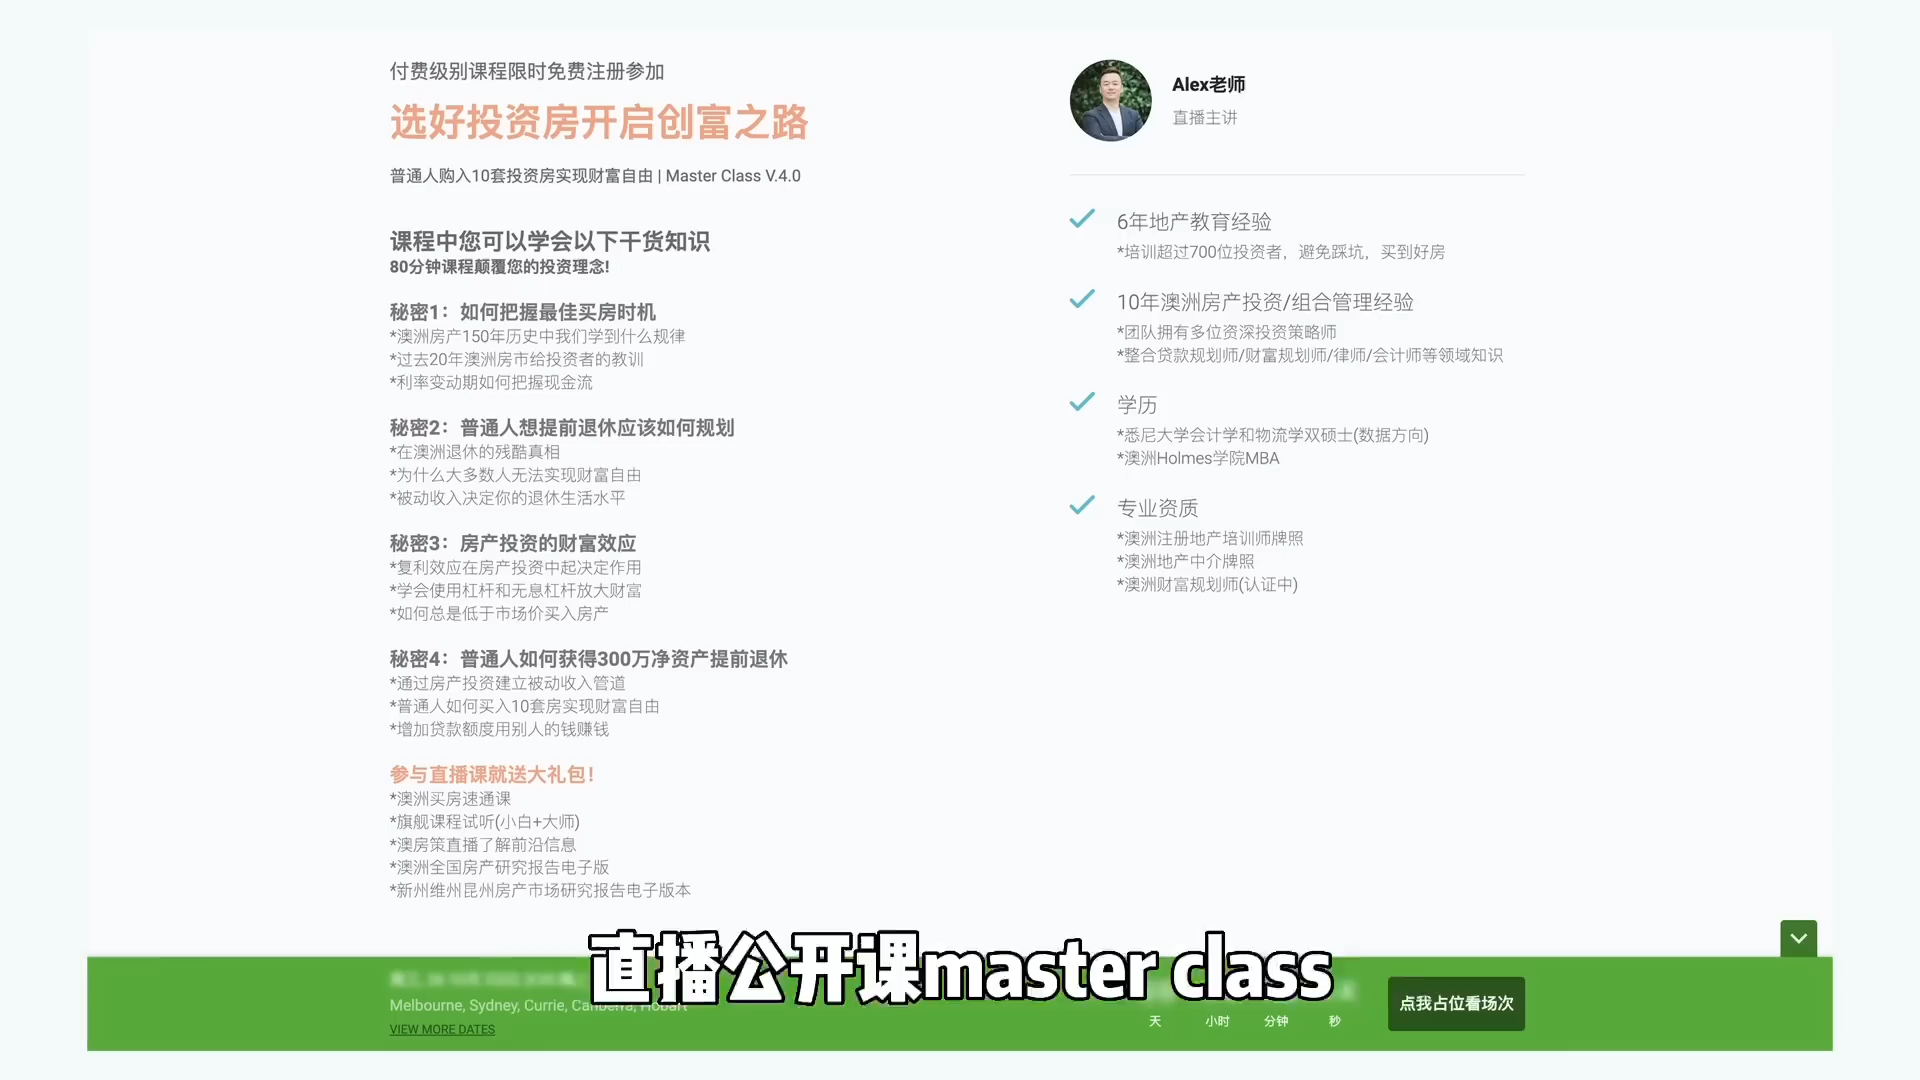 付费级别课程限时免费注册参加
选好投资房开启创富之路
普通人购入10套投资房实现财富自由 | Master Class V.4.0
课程中您可以学会以下干货知识
80分钟课程颠覆您的投资理念!
秘密1：如何把握最佳买房时机
*澳洲房产150年历史中我们学到什么规律
*过去20年澳洲房市给投资者的教训
*利率变动期如何把握现金流
秘密2：普通人想提前退休应该如何规划
*在澳洲退休的残酷真相
*为什么大多数人无法实现财富自由
*被动收入决定你的退休生活水平
秘密3：房产投资的财富效应
*复利效应在房产投资中起决定作用
*学会使用杠杆和无息杠杆放大财富
*如何总是低于市场价买入房产
秘密4：普通人如何获得300万净资产提前退休
*通过房产投资建立被动收入管道
*普通人如何买入10套房实现财富自由
*增加贷款额度用别人的钱赚钱
参与直播课就送大礼包！
*澳洲买房速通课
*旗舰课程试听(小白+大师)
*澳房策直播了解前沿信息
*澳洲全国房产研究报告电子版
*新州维州昆州房产市场研究报告电子版本
Alex老师
直播主讲
6年地产教育经验
*培训超过700位投资者，避免踩坑，买到好房
10年澳洲房产投资/组合管理经验
*团队拥有多位资深投资策略师
*整合贷款规划师/财富规划师/律师/会计师等领域知识
学历
*悉尼大学会计学和物流学双硕士(数据方向)
*澳洲Holmes学院MBA
专业资质
*澳洲注册地产培训师牌照
*澳洲地产中介牌照
*澳洲财富规划师(认证中)
直播公开课master class
Melbourne, Sydney, Currie, Canberra, Hobart
VIEW MORE DATES
天 小时 分钟 秒
点我占位看场次